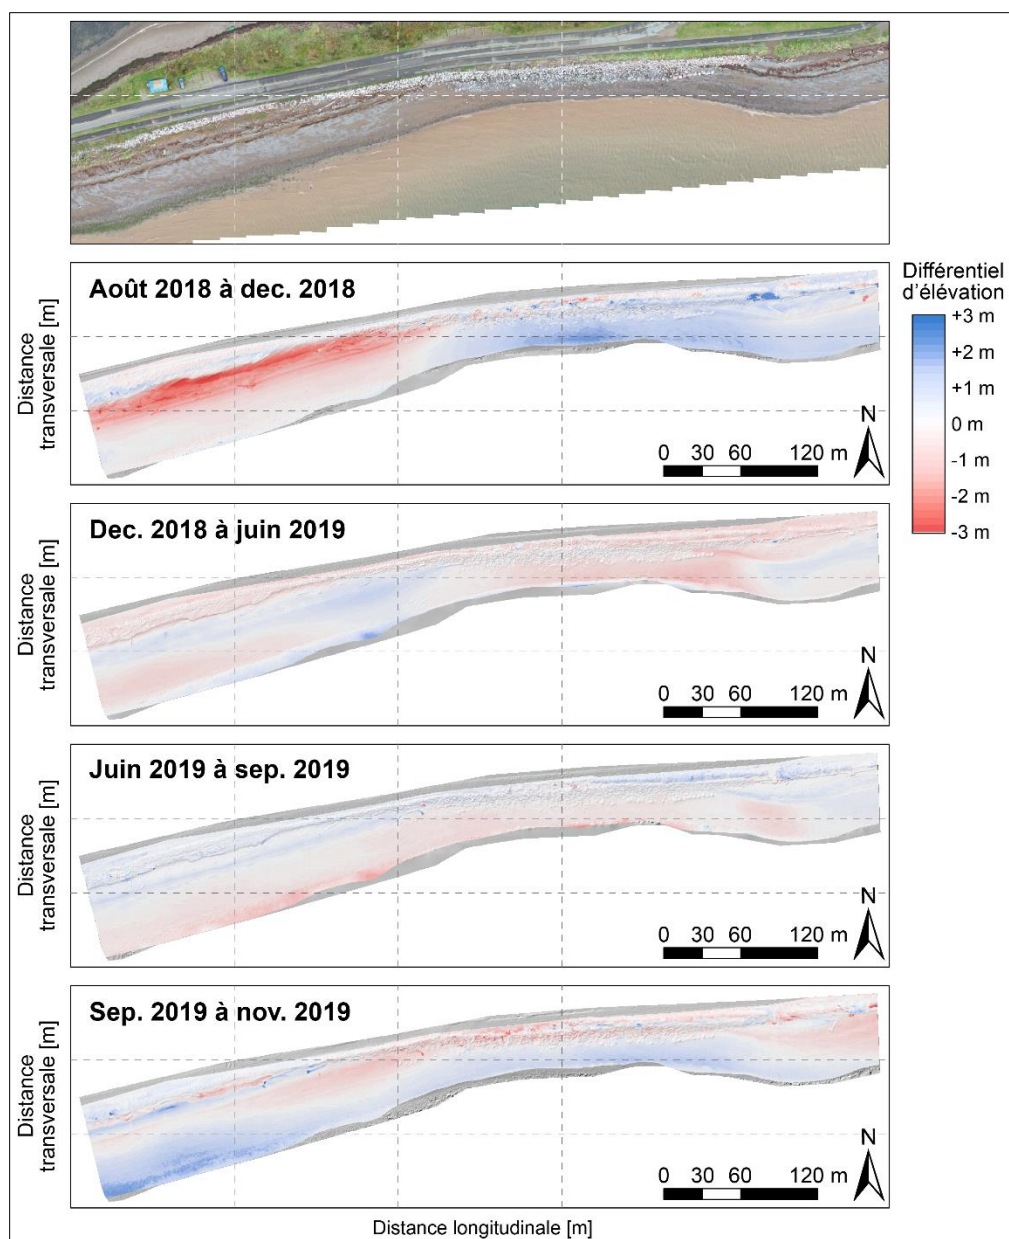 Août 2018 à dec. 2018
Distance
transversale [m]
N
0 30 60 120 m
Différentiel
d'élévation
+3 m
+2 m
+1 m
0 m
-1 m
-2 m
-3 m
Dec. 2018 à juin 2019
Distance
transversale [m]
N
0 30 60 120 m
Juin 2019 à sep. 2019
Distance
transversale [m]
N
0 30 60 120 m
Sep. 2019 à nov. 2019
Distance
transversale [m]
N
0 30 60 120 m
Distance longitudinale [m]